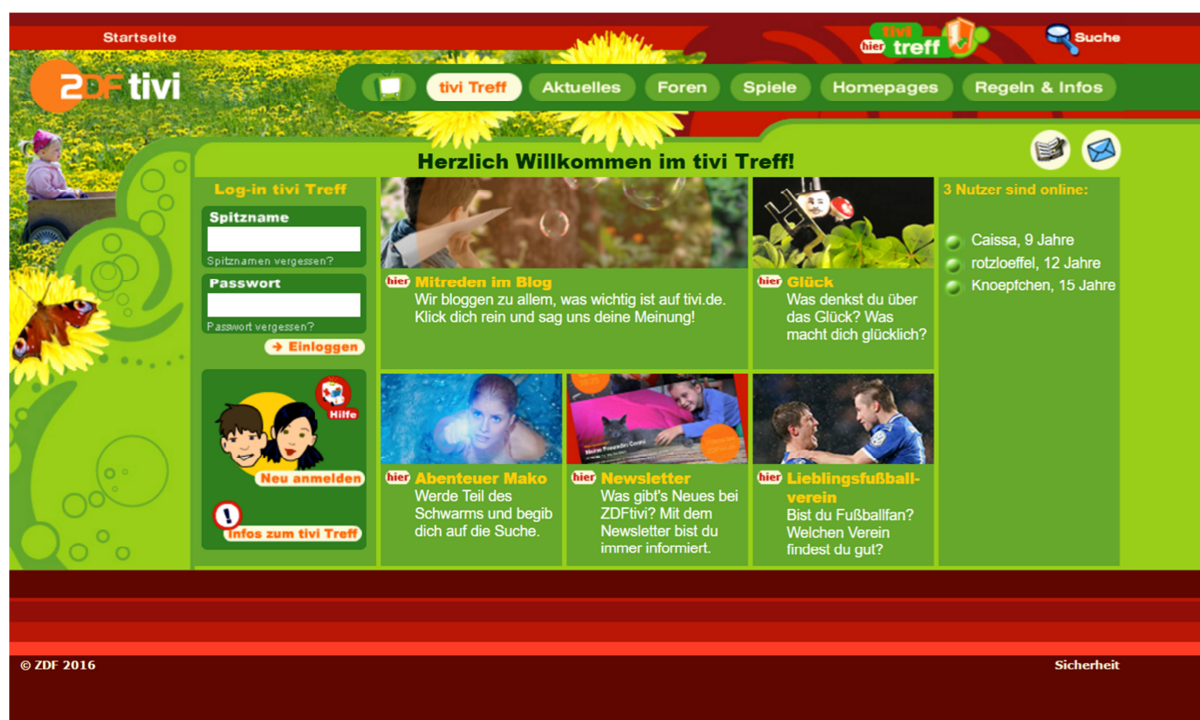 Startseite
tivi
hier treff
Suche
ZDFtivi
tivi Treff
Aktuelles
Foren
Spiele
Homepages
Regeln & Infos
Herzlich Willkommen im tivi Treff!
Log-in tivi Treff
Spitzname
Spitznamen vergessen?
Passwort
Passwort vergessen?
Einloggen
Hilfe
Neu anmelden
Infos zum tivi Treff
hier Mitreden im Blog
Wir bloggen zu allem, was wichtig ist auf tivi.de.
Klick dich rein und sag uns deine Meinung!
hier Glück
Was denkst du über
das Glück? Was
macht dich glücklich?
hier Abenteuer Mako
Werde Teil des
Schwarms und begib
dich auf die Suche.
hier Newsletter
Was gibt's Neues bei
ZDFtivi? Mit dem
Newsletter bist du
immer informiert.
hier Lieblingsfußball-
verein
Bist du Fußballfan?
Welchen Verein
findest du gut?
3 Nutzer sind online:
Caissa, 9 Jahre
rotzloeffel, 12 Jahre
Knoepfchen, 15 Jahre
© ZDF 2016
Sicherheit